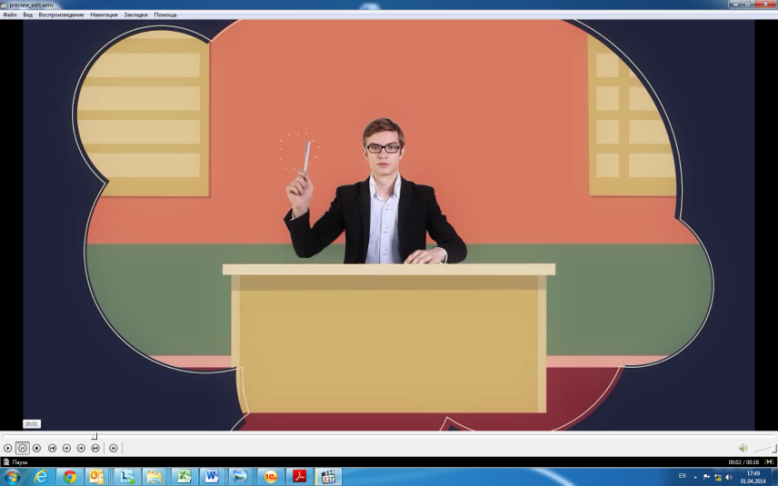 preview_edit.wmv
Файл Вид Воспроизведение Навигация Закладки Помощь
00:01
Пауза
00:02 / 00:18
EN
17:49
01.04.2014